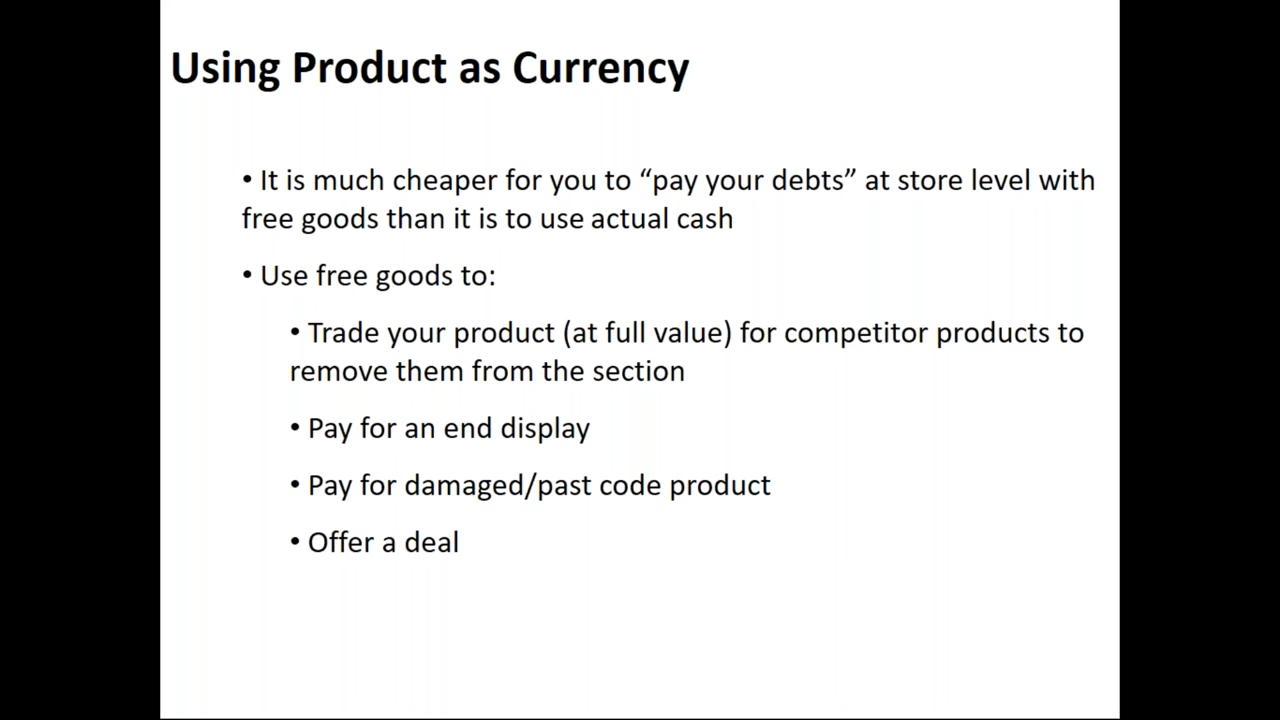 Using Product as Currency
• It is much cheaper for you to “pay your debts” at store level with
free goods than it is to use actual cash
• Use free goods to:
• Trade your product (at full value) for competitor products to
remove them from the section
• Pay for an end display
• Pay for damaged/past code product
• Offer a deal